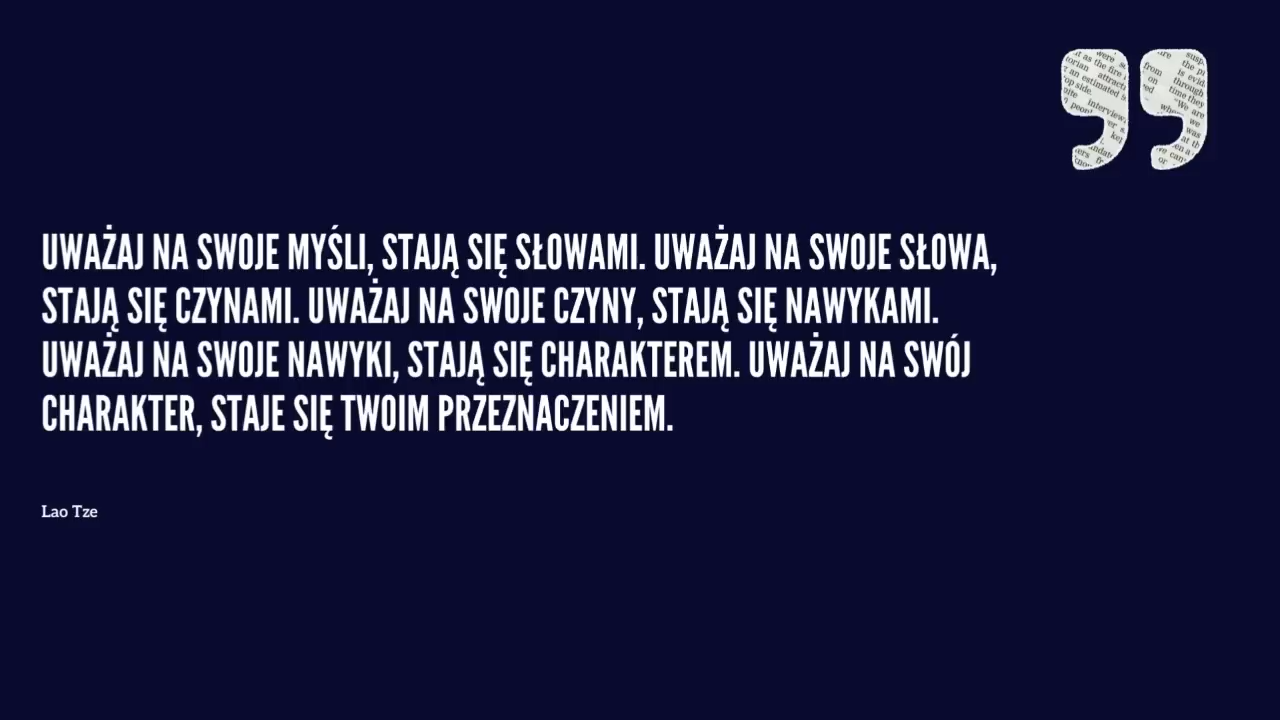 UWAŻAJ NA SWOJE MYŚLI, STAJĄ SIĘ SŁOWAMI. UWAŻAJ NA SWOJE SŁOWA,
STAJĄ SIĘ CZYNAMI. UWAŻAJ NA SWOJE CZYNY, STAJĄ SIĘ NAWYKAMI.
UWAŻAJ NA SWOJE NAWYKI, STAJĄ SIĘ CHARAKTEREM. UWAŻAJ NA SWÓJ
CHARAKTER, STAJE SIĘ TWOIM PRZEZNACZENIEM.
Lao Tze